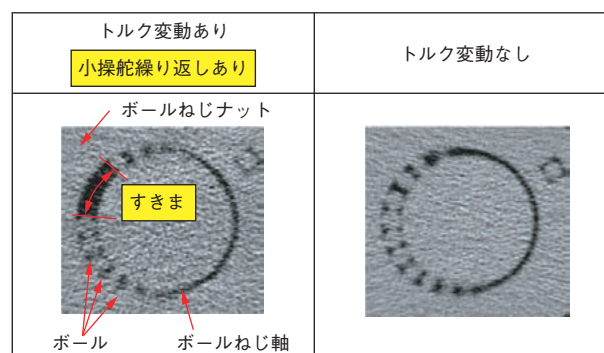 トルク変動あり
小操舵繰り返しあり
トルク変動なし
ボールねじナット
すきま
ボール
ボールねじ軸